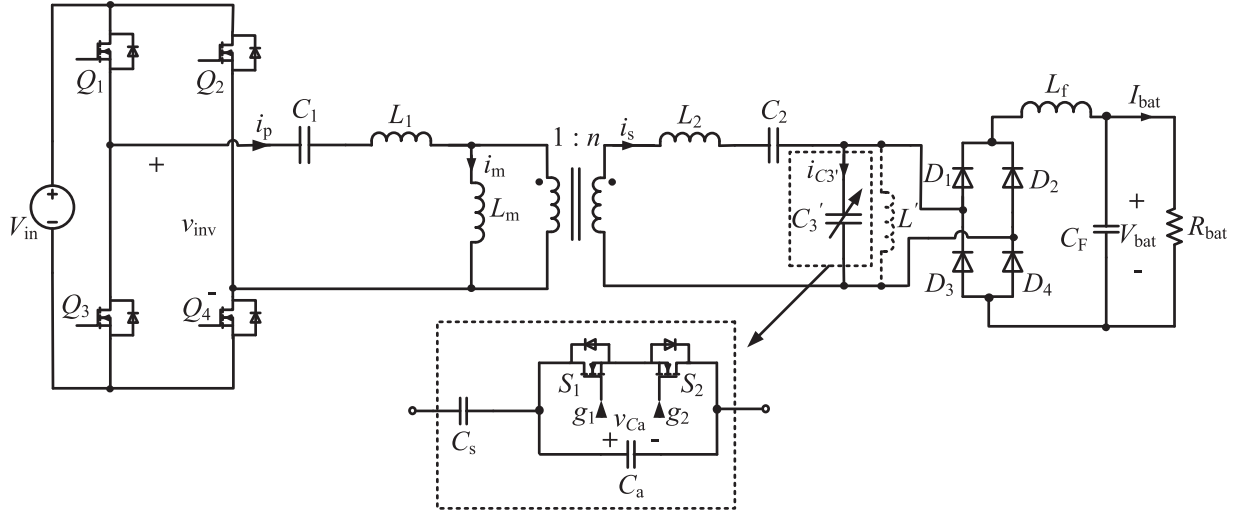 Q1
Q2
ip
C1
L1
1 : n
is
L2
C2
Lf
Ibat
+
im
Lm
iC3'
C3'
L'
D1
D2
+
−
Vin
vinv
CF
+
Vbat
-
Rbat
Q3
-
Q4
D3
D4
S1
S2
g1
g2
Cs
vCa
+
-
Ca